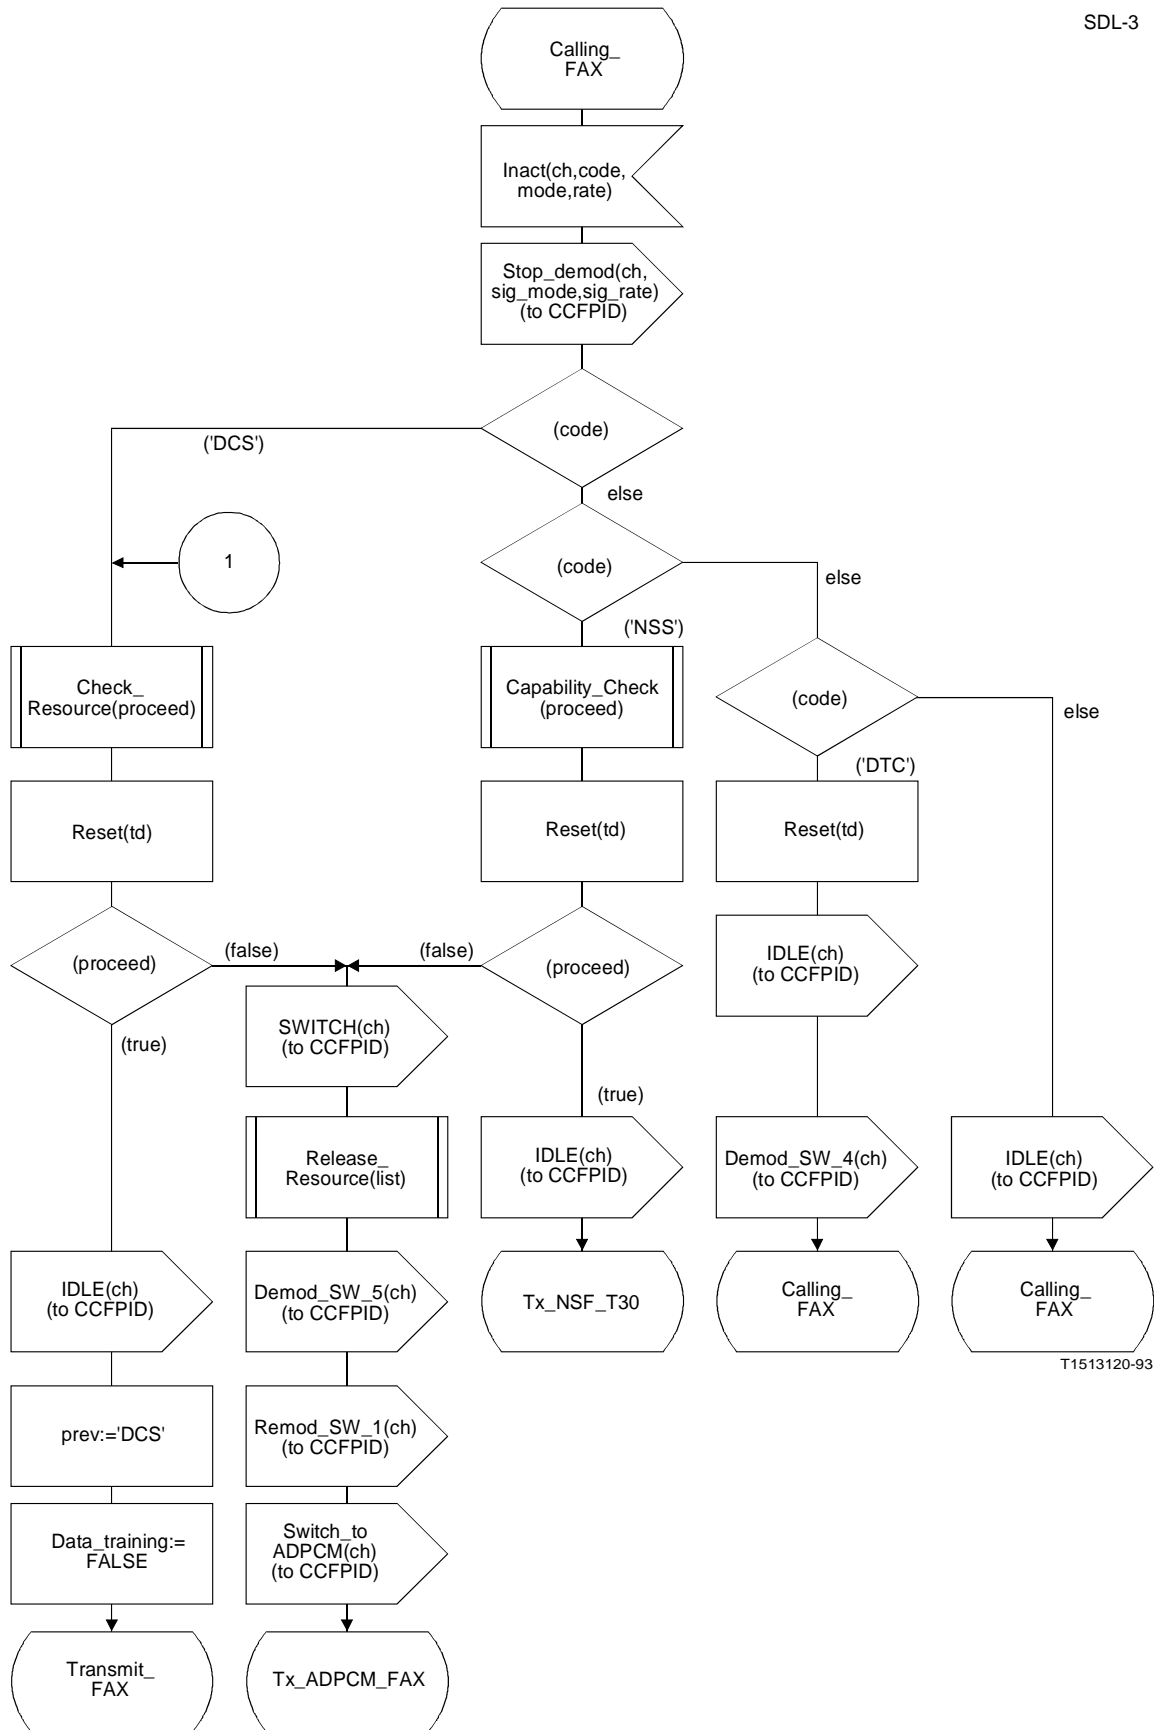 SDL-3
Calling_
FAX
Inact(ch,code,
mode,rate)
Stop_demod(ch,
sig_mode,sig_rate)
(to CCFPID)
(code)
('DCS')
else
1
(code)
else
('NSS')
Check_
Resource(proceed)
Capability_Check
(proceed)
(code)
else
('DTC')
Reset(td)
Reset(td)
Reset(td)
(proceed)
(false)
(false)
(proceed)
IDLE(ch)
(to CCFPID)
SWITCH(ch)
(to CCFPID)
(true)
(true)
Release_
Resource(list)
IDLE(ch)
(to CCFPID)
Demod_SW_4(ch)
(to CCFPID)
IDLE(ch)
(to CCFPID)
IDLE(ch)
(to CCFPID)
Demod_SW_5(ch)
(to CCFPID)
Tx_NSF_T30
Calling_
FAX
Calling_
FAX
T1513120-93
prev:='DCS'
Remod_SW_1(ch)
(to CCFPID)
Data_training:=
FALSE
Switch_to
ADPCM(ch)
(to CCFPID)
Transmit_
FAX
Tx_ADPCM_FAX